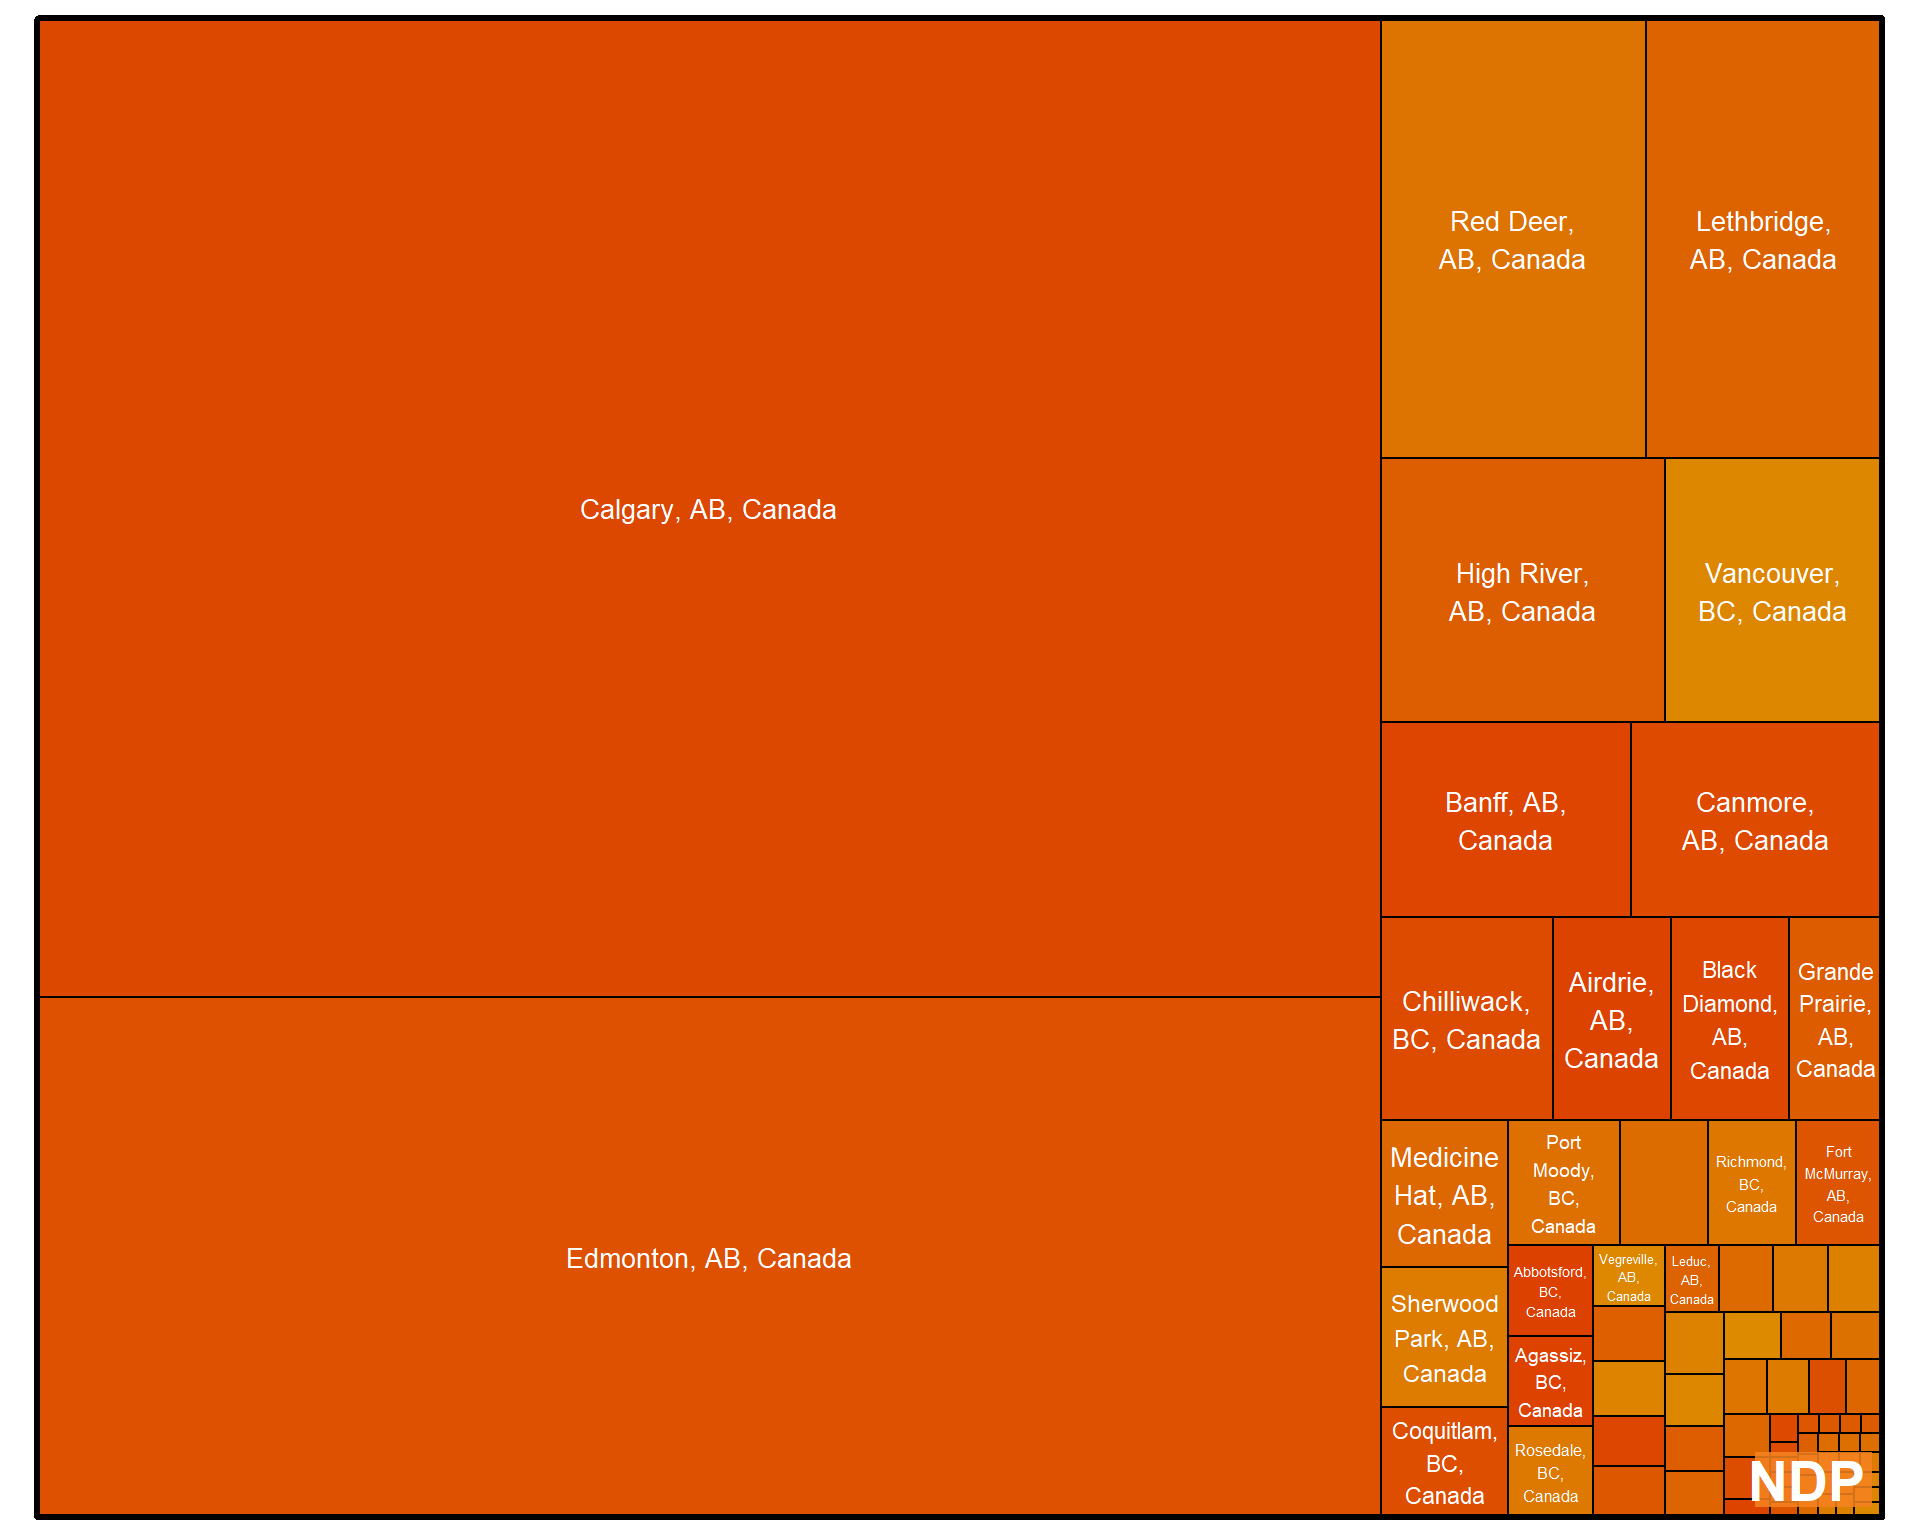 Calgary, AB, Canada
Edmonton, AB, Canada
Red Deer,
AB, Canada
Lethbridge,
AB, Canada
High River,
AB, Canada
Vancouver,
BC, Canada
Banff, AB,
Canada
Canmore,
AB, Canada
Chilliwack,
BC, Canada
Airdrie,
AB,
Canada
Black
Diamond,
AB,
Canada
Grande
Prairie,
AB,
Canada
Medicine
Hat, AB,
Canada
Port
Moody,
BC,
Canada
Richmond,
BC,
Canada
Fort
McMurray,
AB,
Canada
Sherwood
Park, AB,
Canada
Abbotsford,
BC,
Canada
Vegreville,
AB,
Canada
Leduc,
AB,
Canada
Agassiz,
BC,
Canada
Coquitlam,
BC,
Canada
Rosedale,
BC,
Canada
NDP